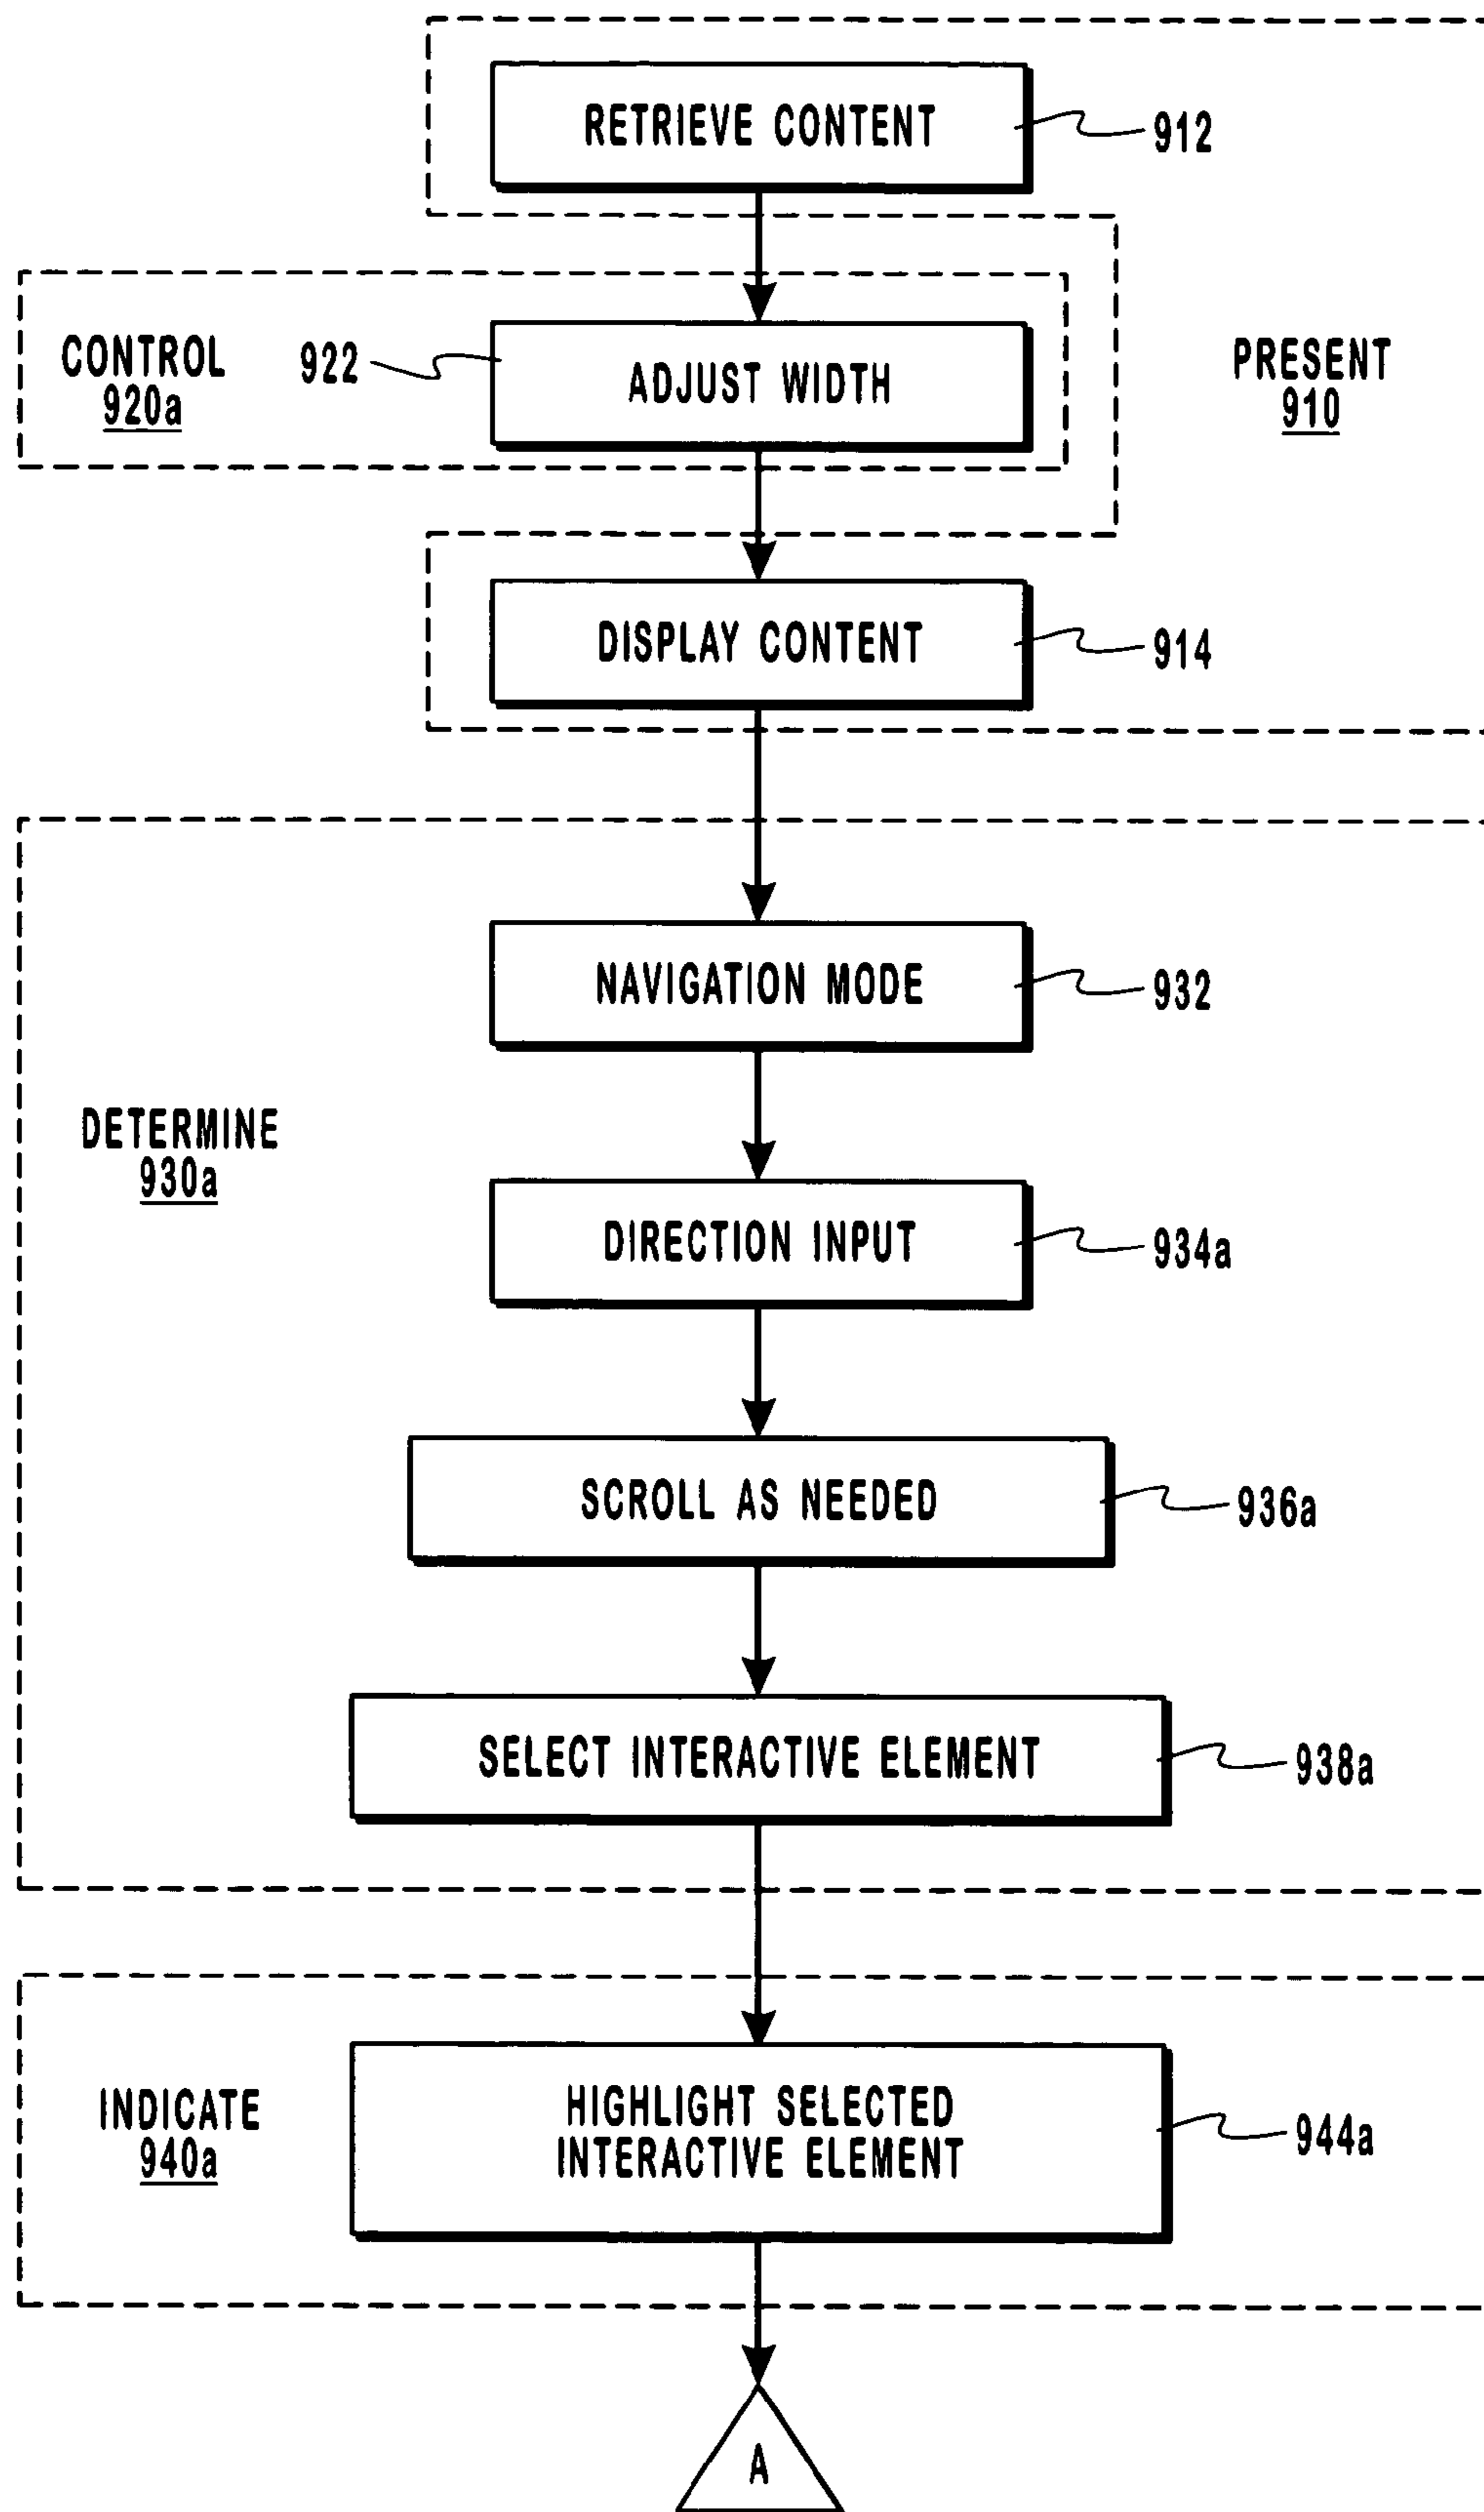 RETRIEVE CONTENT
912
CONTROL
920a
922
ADJUST WIDTH
PRESENT
910
DISPLAY CONTENT
914
NAVIGATION MODE
932
DETERMINE
930a
DIRECTION INPUT
934a
SCROLL AS NEEDED
936a
SELECT INTERACTIVE ELEMENT
938a
INDICATE
940a
HIGHLIGHT SELECTED
INTERACTIVE ELEMENT
944a
A